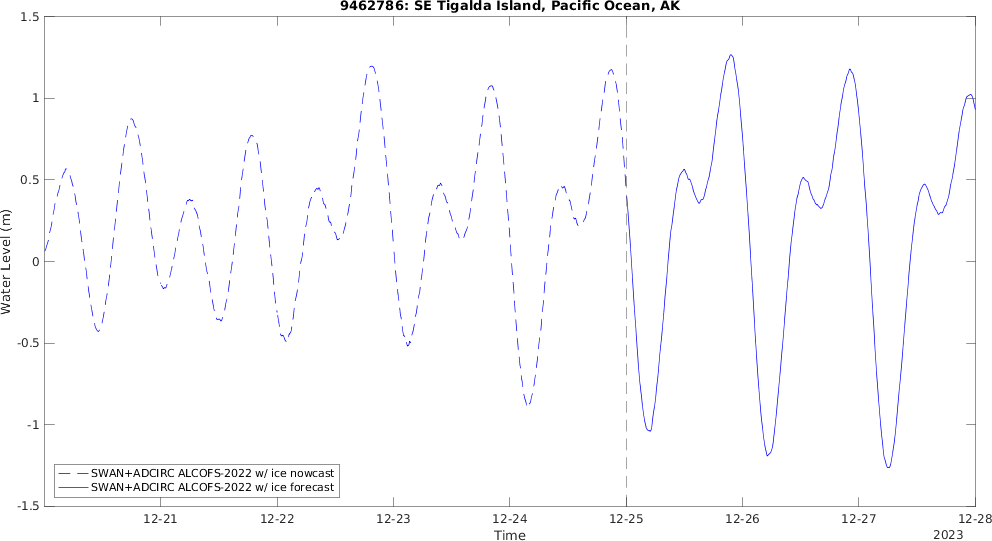 9462786: SE Tigalda Island, Pacific Ocean, AK
1.5
1
0.5
0
-0.5
-1
-1.5
Water Level (m)
SWAN+ADCIRC ALCOFS-2022 w/ ice nowcast
SWAN+ADCIRC ALCOFS-2022 w/ ice forecast
12-21 12-22 12-23 12-24 12-25 12-26 12-27 12-28
Time
2023